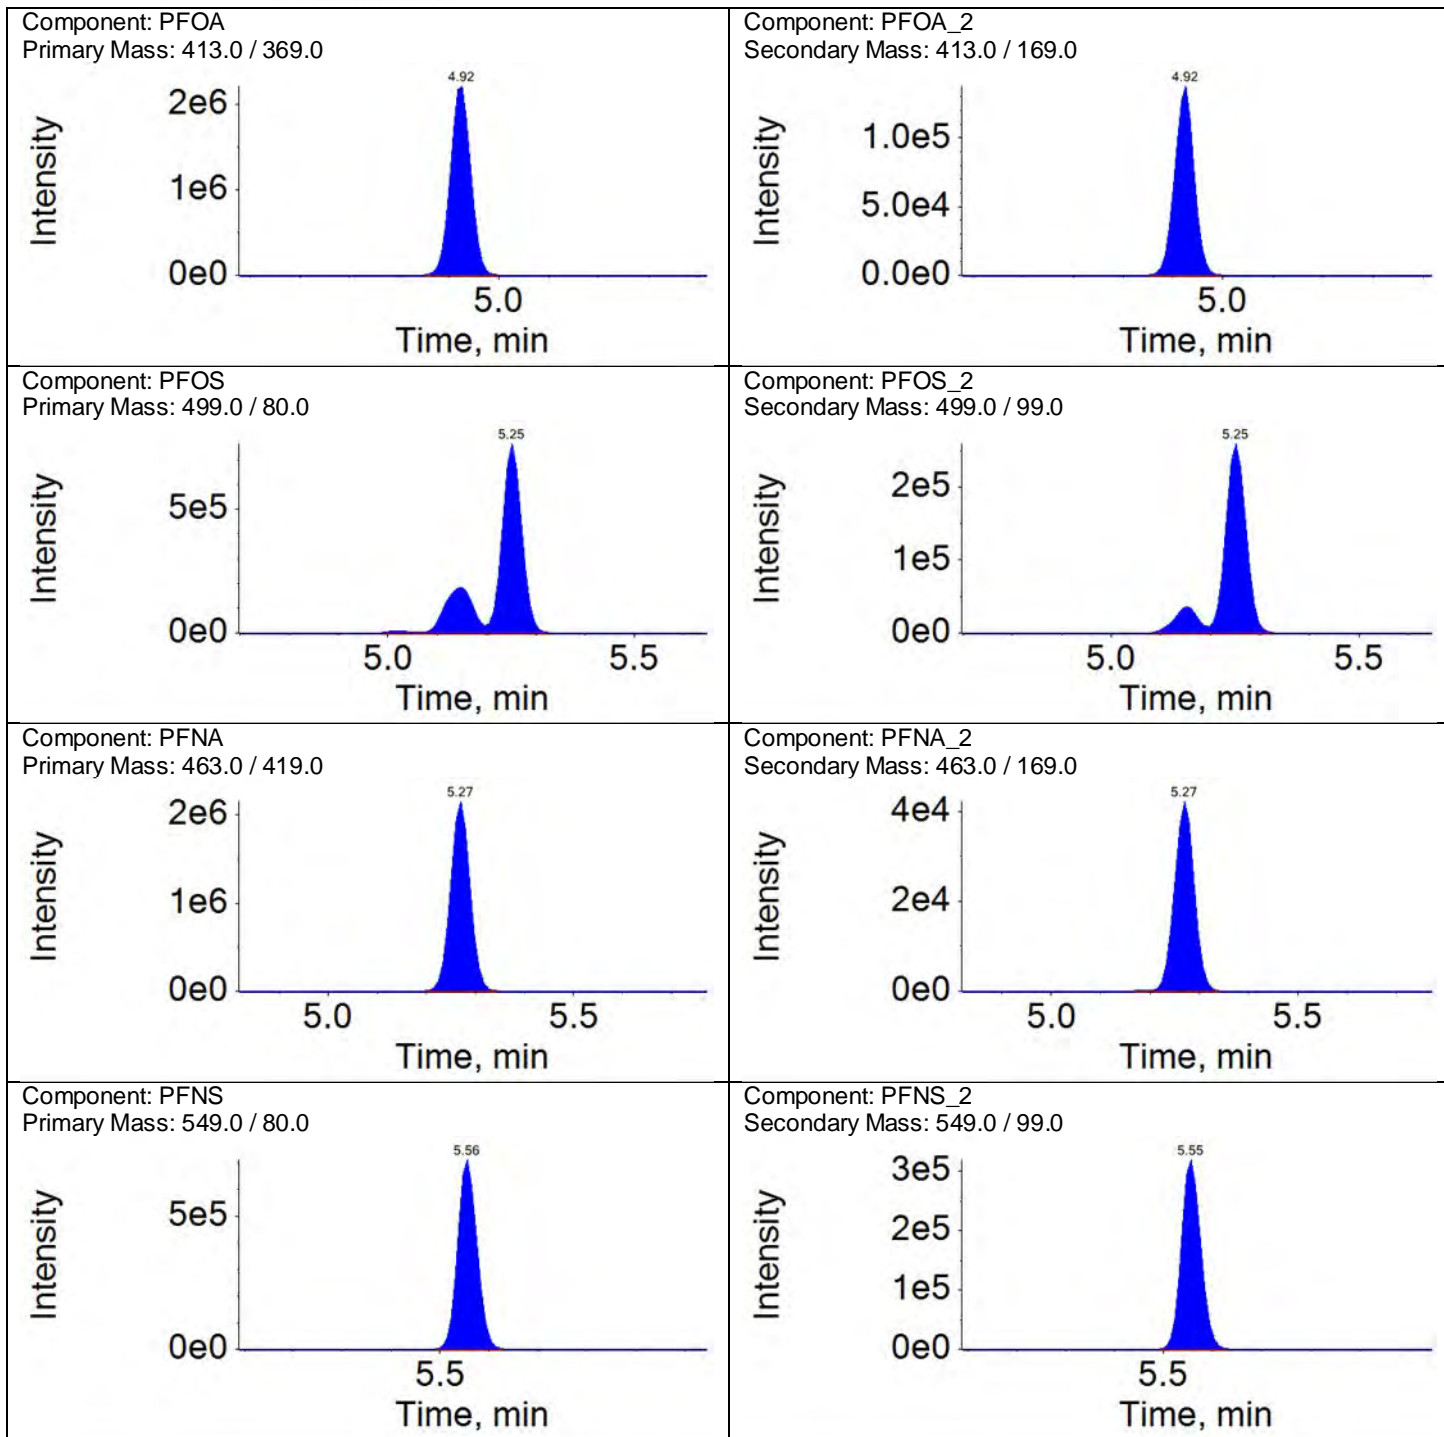 Component: PFOA
Primary Mass: 413.0 / 369.0
4.92
2e6
1e6
0e0
Intensity
5.0
Time, min
Component: PFOA_2
Secondary Mass: 413.0 / 169.0
4.92
1.0e5
5.0e4
0.0e0
Intensity
5.0
Time, min
Component: PFOS
Primary Mass: 499.0 / 80.0
5.25
5e5
0e0
Intensity
5.0 5.5
Time, min
Component: PFOS_2
Secondary Mass: 499.0 / 99.0
5.25
2e5
1e5
0e0
Intensity
5.0 5.5
Time, min
Component: PFNA
Primary Mass: 463.0 / 419.0
5.27
2e6
1e6
0e0
Intensity
5.0 5.5
Time, min
Component: PFNA_2
Secondary Mass: 463.0 / 169.0
5.27
4e4
2e4
0e0
Intensity
5.0 5.5
Time, min
Component: PFNS
Primary Mass: 549.0 / 80.0
5.56
5e5
0e0
Intensity
5.5
Time, min
Component: PFNS_2
Secondary Mass: 549.0 / 99.0
5.55
3e5
2e5
1e5
0e0
Intensity
5.5
Time, min